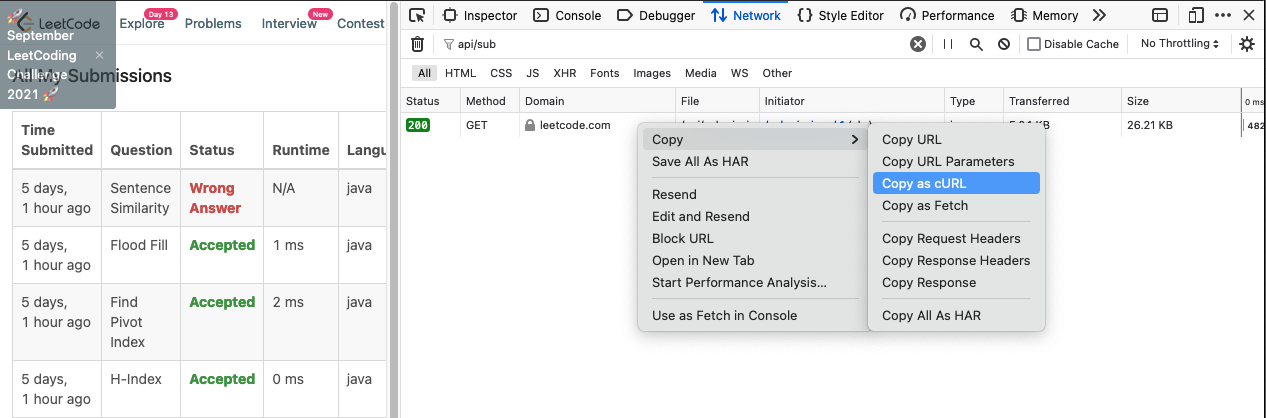 LeetCode
Explore
Day 13
Problems
Interview
New
Contest
🚀
September
LeetCoding
Challenge
2021 🚀
×
All My Submissions
Time Submitted Question Status Runtime Langu
5 days, 1 hour ago Sentence Similarity Wrong Answer N/A java
5 days, 1 hour ago Flood Fill Accepted 1 ms java
5 days, 1 hour ago Find Pivot Index Accepted 2 ms java
5 days, 1 hour ago H-Index Accepted 0 ms java
Inspector Console Debugger Network Style Editor Performance Memory
api/sub Disable Cache No Throttling
All HTML CSS JS XHR Fonts Images Media WS Other
Status Method Domain File Initiator Type Transferred Size 0 ms
200 GET leetcode.com 26.21 KB 482
Copy
Save All As HAR
Resend
Edit and Resend
Block URL
Open in New Tab
Start Performance Analysis...
Use as Fetch in Console
Copy URL
Copy URL Parameters
Copy as cURL
Copy as Fetch
Copy Request Headers
Copy Response Headers
Copy Response
Copy All As HAR